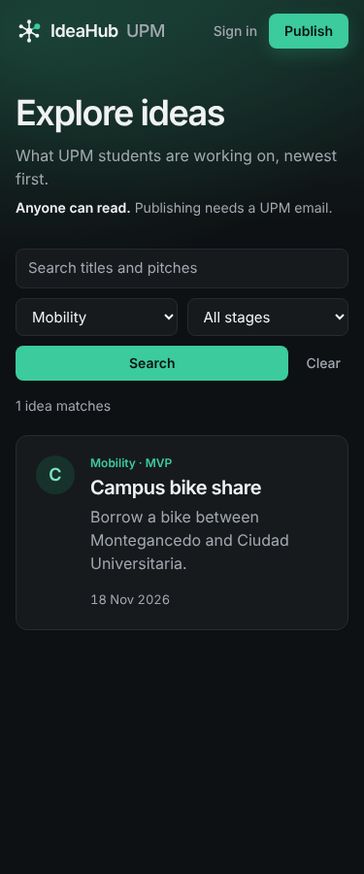 IdeaHub UPM
Sign in
Publish
Explore ideas
What UPM students are working on, newest
first.
Anyone can read. Publishing needs a UPM email.
Search titles and pitches
Mobility
All stages
Search
Clear
1 idea matches
C
Mobility · MVP
Campus bike share
Borrow a bike between
Montegancedo and Ciudad
Universitaria.
18 Nov 2026